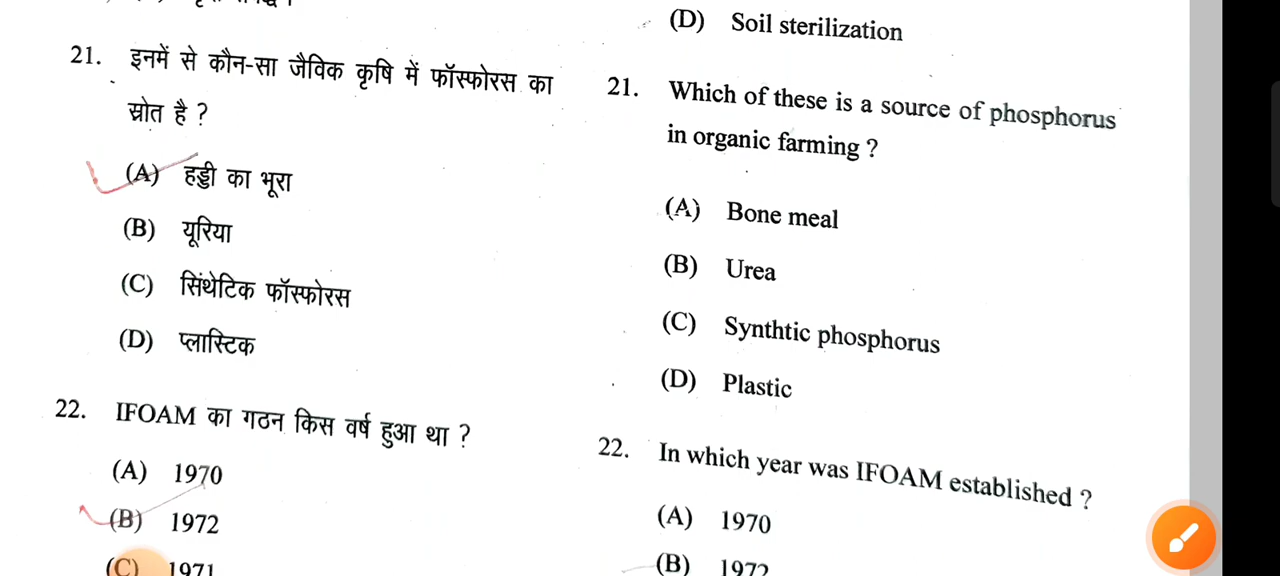 (D) Soil sterilization
21. इनमें से कौन-सा जैविक कृषि में फॉस्फोरस का
स्रोत है ?
(A) हड्डी का भूरा
(B) यूरिया
(C) सिंथेटिक फॉस्फोरस
(D) प्लास्टिक
22. IFOAM का गठन किस वर्ष हुआ था ?
(A) 1970
(B) 1972
(C) 1971
21. Which of these is a source of phosphorus
in organic farming ?
(A) Bone meal
(B) Urea
(C) Synthtic phosphorus
(D) Plastic
22. In which year was IFOAM established ?
(A) 1970
(B) 1972